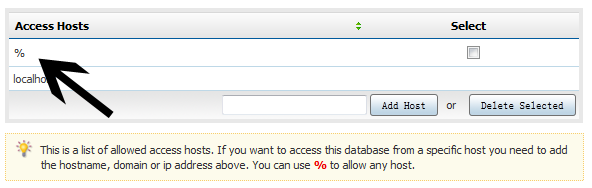 Access Hosts Select
%
localho
Add Host or Delete Selected
This is a list of allowed access hosts. If you want to access this database from a specific host you need to add
the hostname, domain or ip address above. You can use % to allow any host.